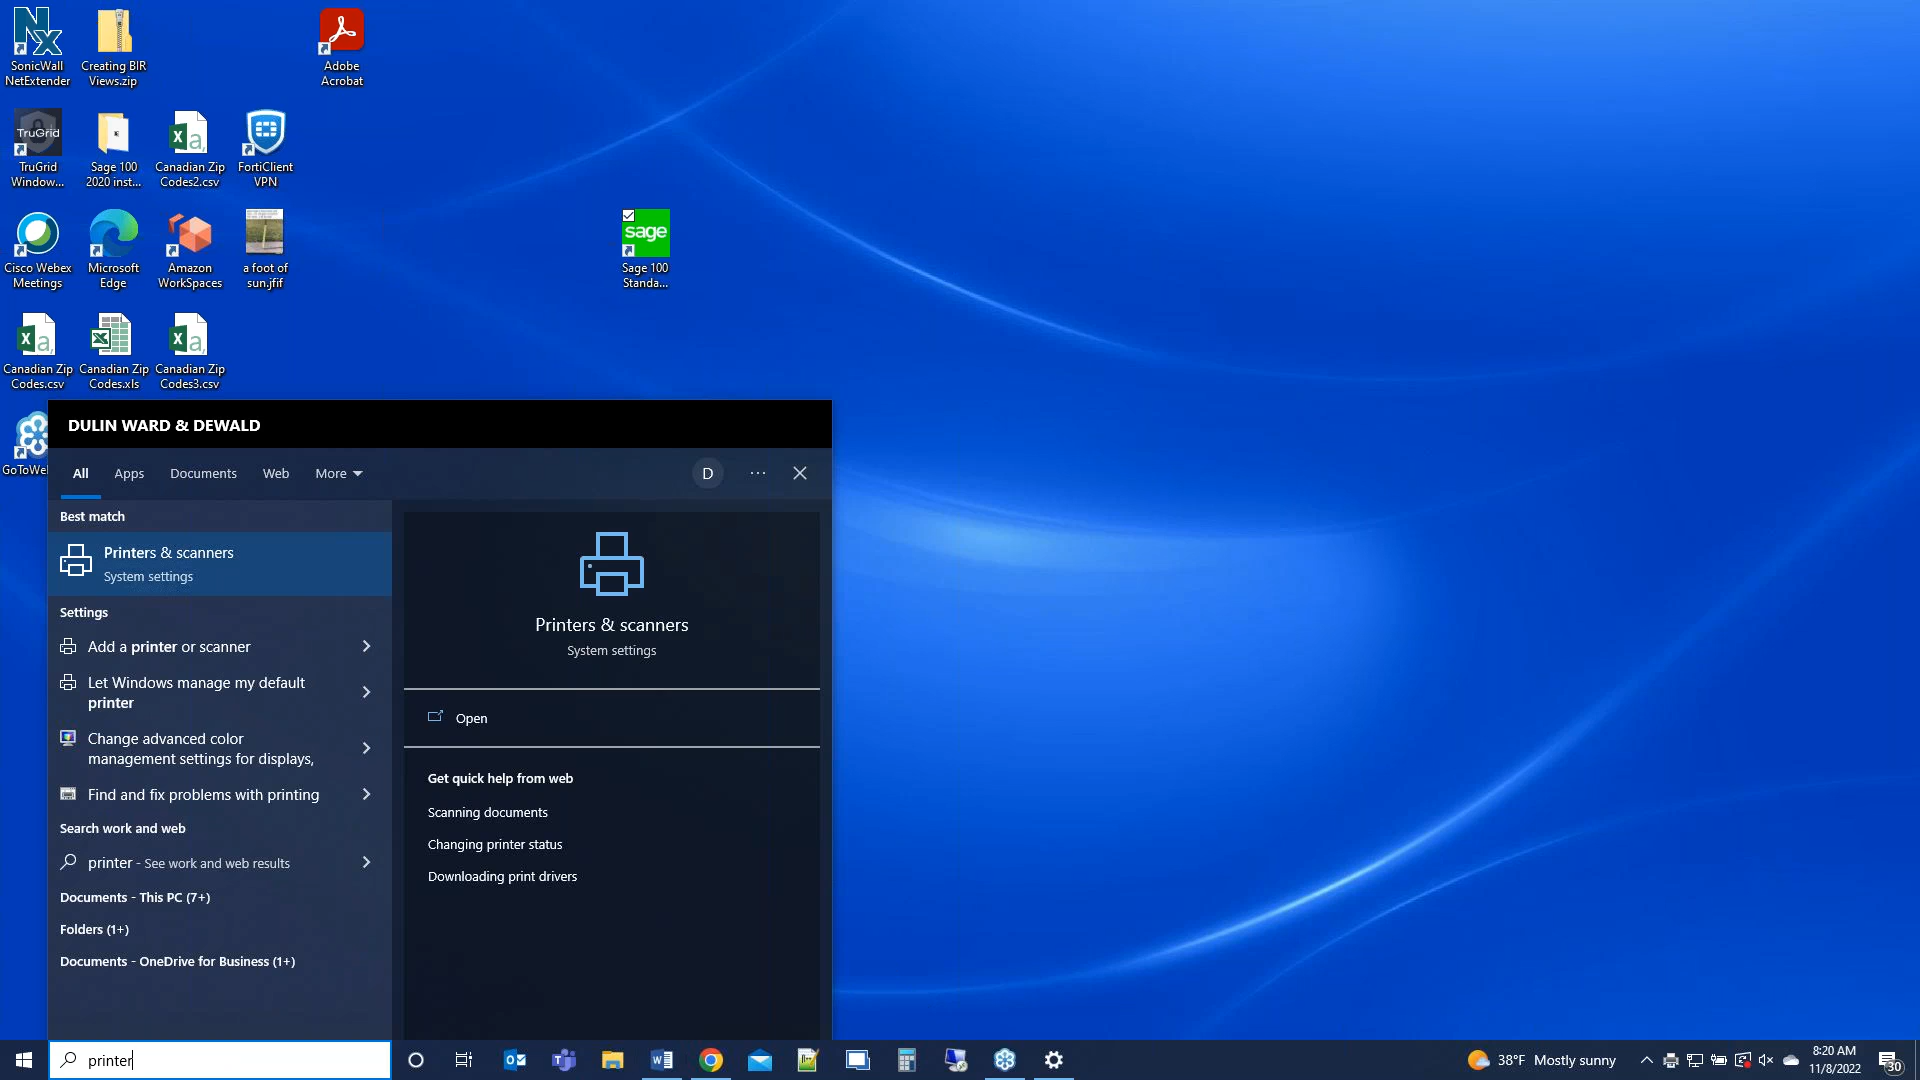 SonicWall
NetExtender
Creating BIR
Views.zip
Adobe
Acrobat
TruGrid
TruGrid
Window...
Sage 100
2020 inst...
Canadian Zip
Codes2.csv
FortiClient
VPN
Cisco Webex
Meetings
Microsoft
Edge
Amazon
WorkSpaces
a foot of
sun.jfif
sage
Sage 100
Standa...
Canadian Zip
Codes.csv
Canadian Zip
Codes.xls
Canadian Zip
Codes3.csv
GoToWe
DULIN WARD & DEWALD
All
Apps
Documents
Web
More
D
Best match
Printers & scanners
System settings
Settings
Add a printer or scanner
Let Windows manage my default
printer
Change advanced color
management settings for displays,
Find and fix problems with printing
Search work and web
printer - See work and web results
Documents - This PC (7+)
Folders (1+)
Documents - OneDrive for Business (1+)
Printers & scanners
System settings
Open
Get quick help from web
Scanning documents
Changing printer status
Downloading print drivers
printer
38°F Mostly sunny
8:20 AM
11/8/2022
30